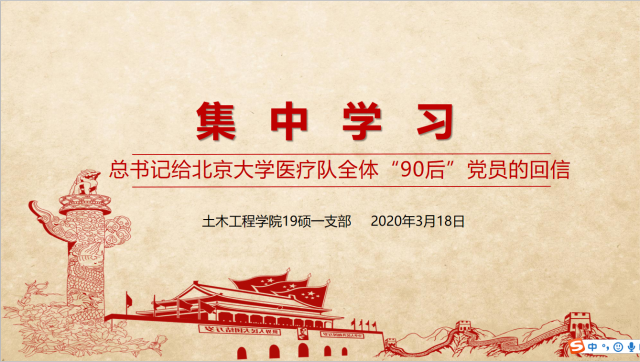 集中学习
总书记给北京大学医疗队全体“90后”党员的回信
土木工程学院19硕一支部 2020年3月18日
中